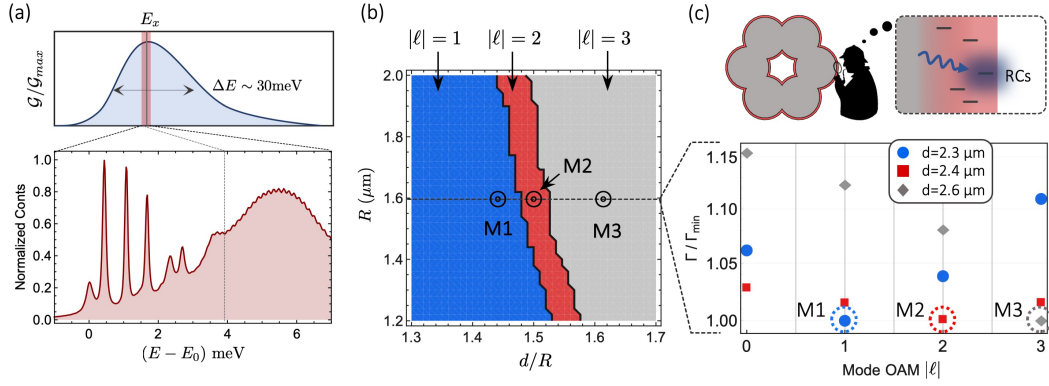 (a)
E_x
𝒢/𝒢_max
ΔE ∼ 30meV
Normalized Conts
1.0
0.8
0.6
0.4
0.2
0.0
0
2
4
6
(E − E_0) meV
(b)
|ℓ| = 1
|ℓ| = 2
|ℓ| = 3
R (μm)
2.0
1.8
1.6
1.4
1.2
M1
M2
M3
1.3
1.4
1.5
1.6
1.7
d/R
(c)
RCs
Γ / Γ_min
1.15
1.10
1.05
1.00
d=2.3 μm
d=2.4 μm
d=2.6 μm
M1
M2
M3
0
1
2
3
Mode OAM |ℓ|